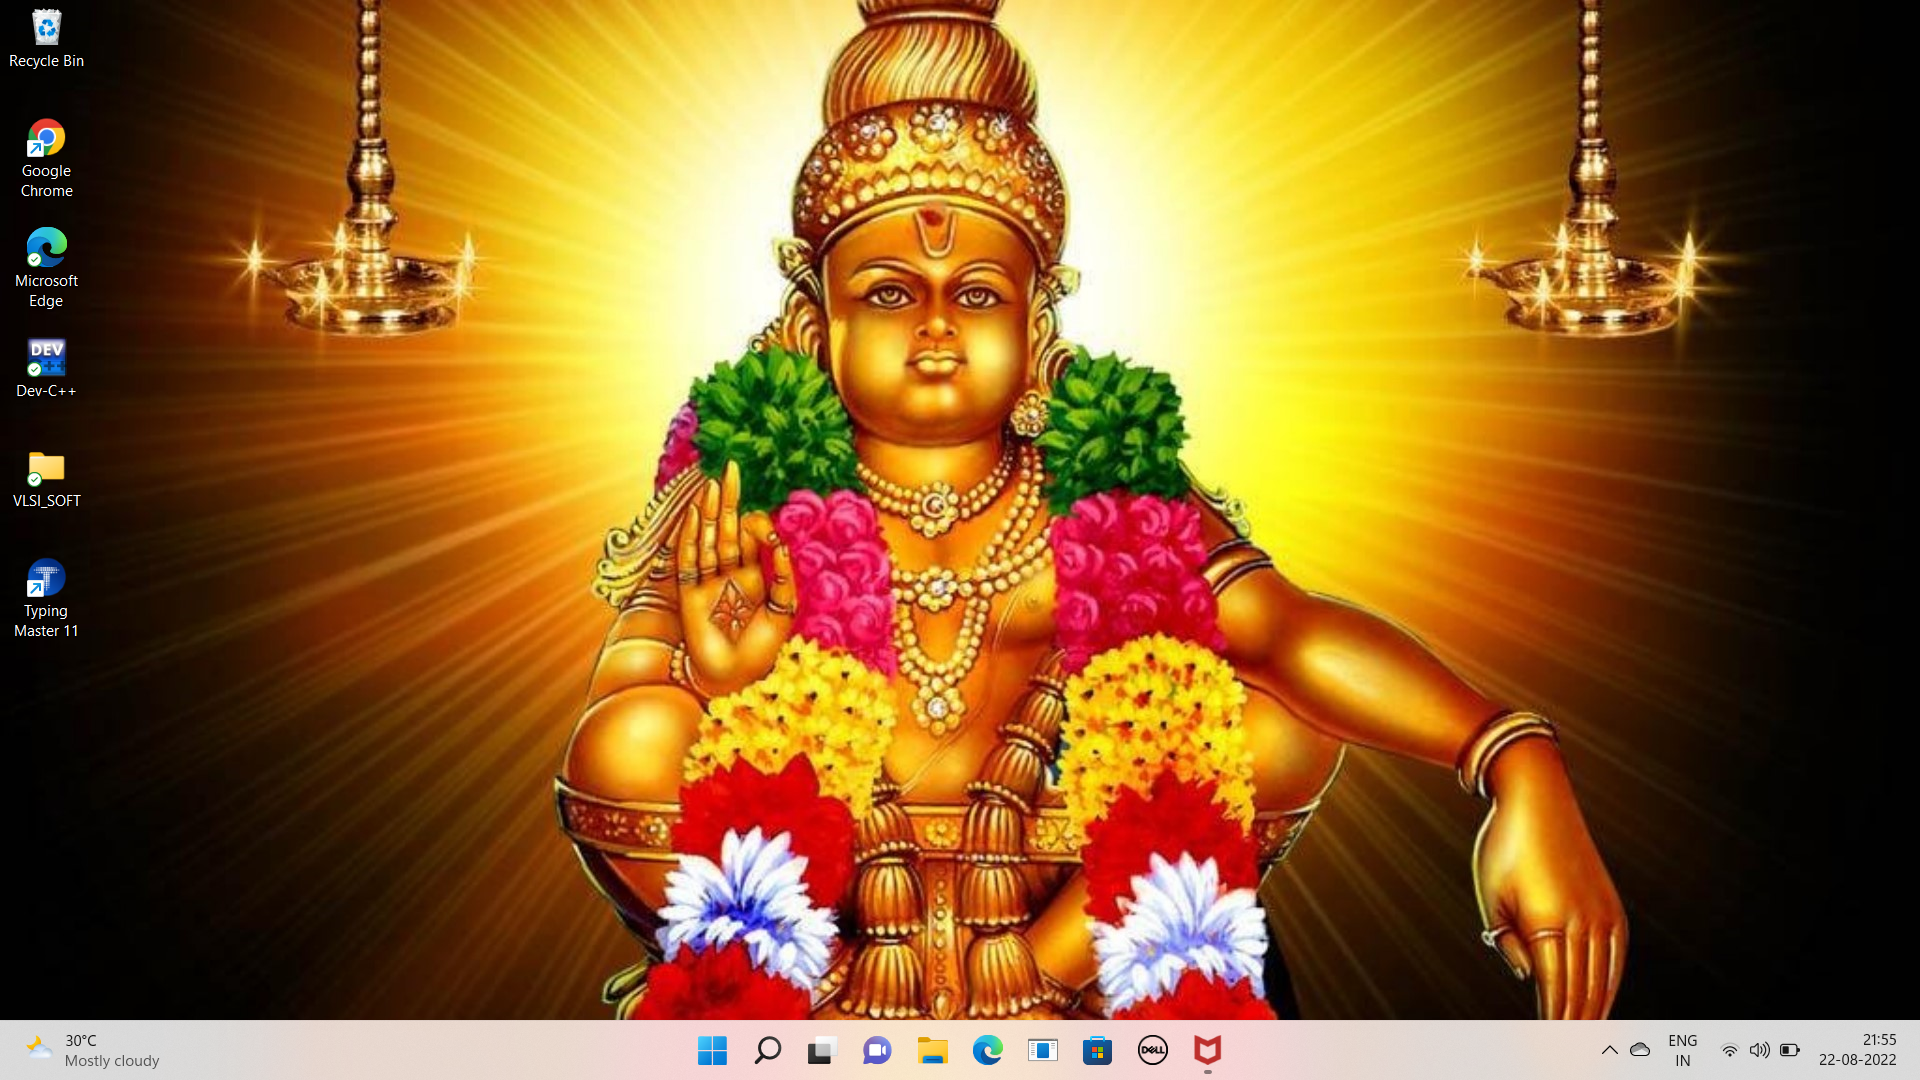 Recycle Bin
Google
Chrome
Microsoft
Edge
DEV
Dev-C++
VLSI_SOFT
Typing
Master 11
30°C
Mostly cloudy
DELL
ENG
IN
21:55
22-08-2022